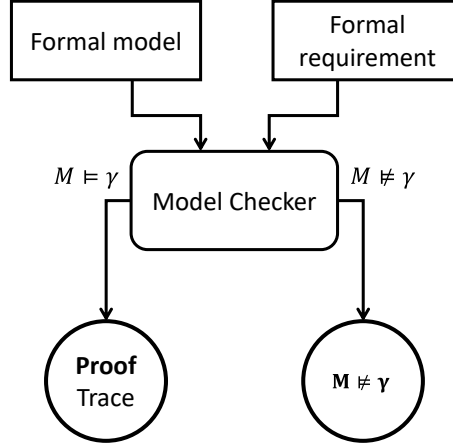 Formal model
Formal
requirement
M ⊨ γ
M ⊭ γ
Model Checker
Proof
Trace
M ⊭ γ